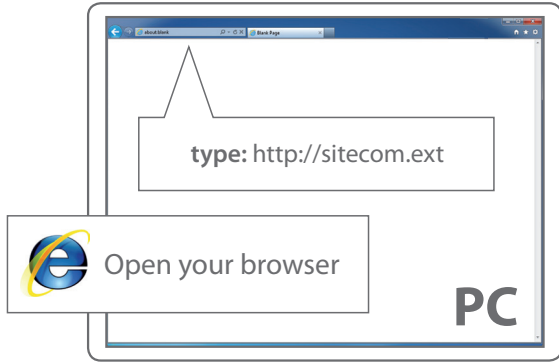 about:blank
Blank Page
type: http://sitecom.ext
Open your browser
PC